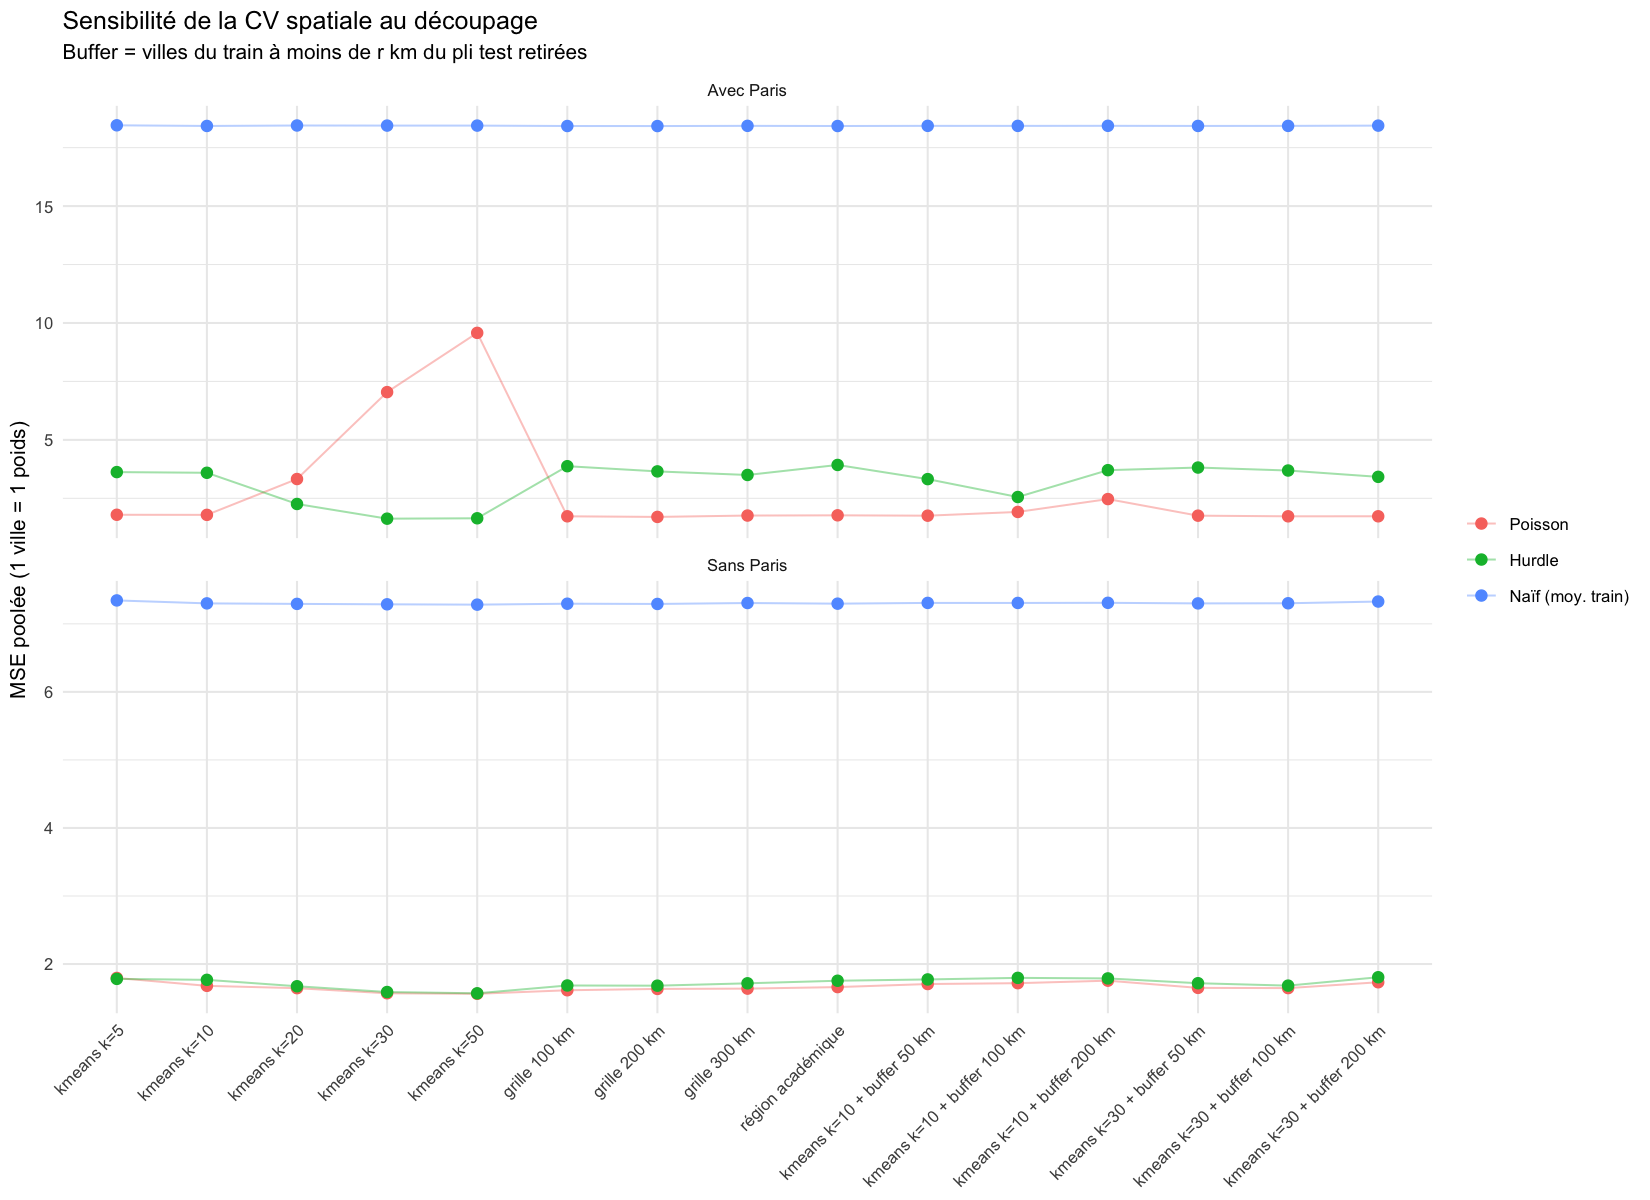 Sensibilité de la CV spatiale au découpage
Buffer = villes du train à moins de r km du pli test retirées
Avec Paris
15
10
5
Sans Paris
6
4
2
MSE poolée (1 ville = 1 poids)
kmeans k=5
kmeans k=10
kmeans k=20
kmeans k=30
kmeans k=50
grille 100 km
grille 200 km
grille 300 km
région académique
kmeans k=10 + buffer 50 km
kmeans k=10 + buffer 100 km
kmeans k=10 + buffer 200 km
kmeans k=30 + buffer 50 km
kmeans k=30 + buffer 100 km
kmeans k=30 + buffer 200 km
Poisson
Hurdle
Naïf (moy. train)